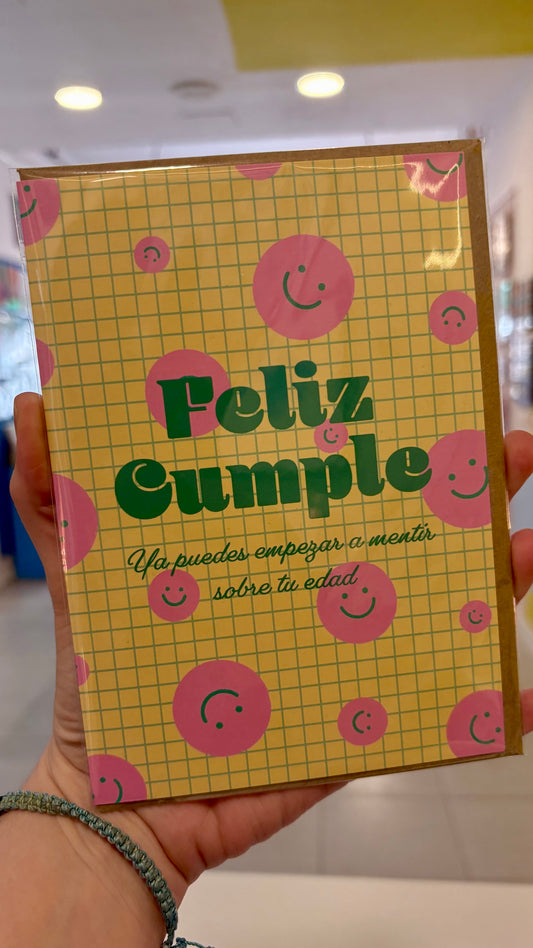 Feliz
Cumple
Ya puedes empezar a mentir
sobre tu edad